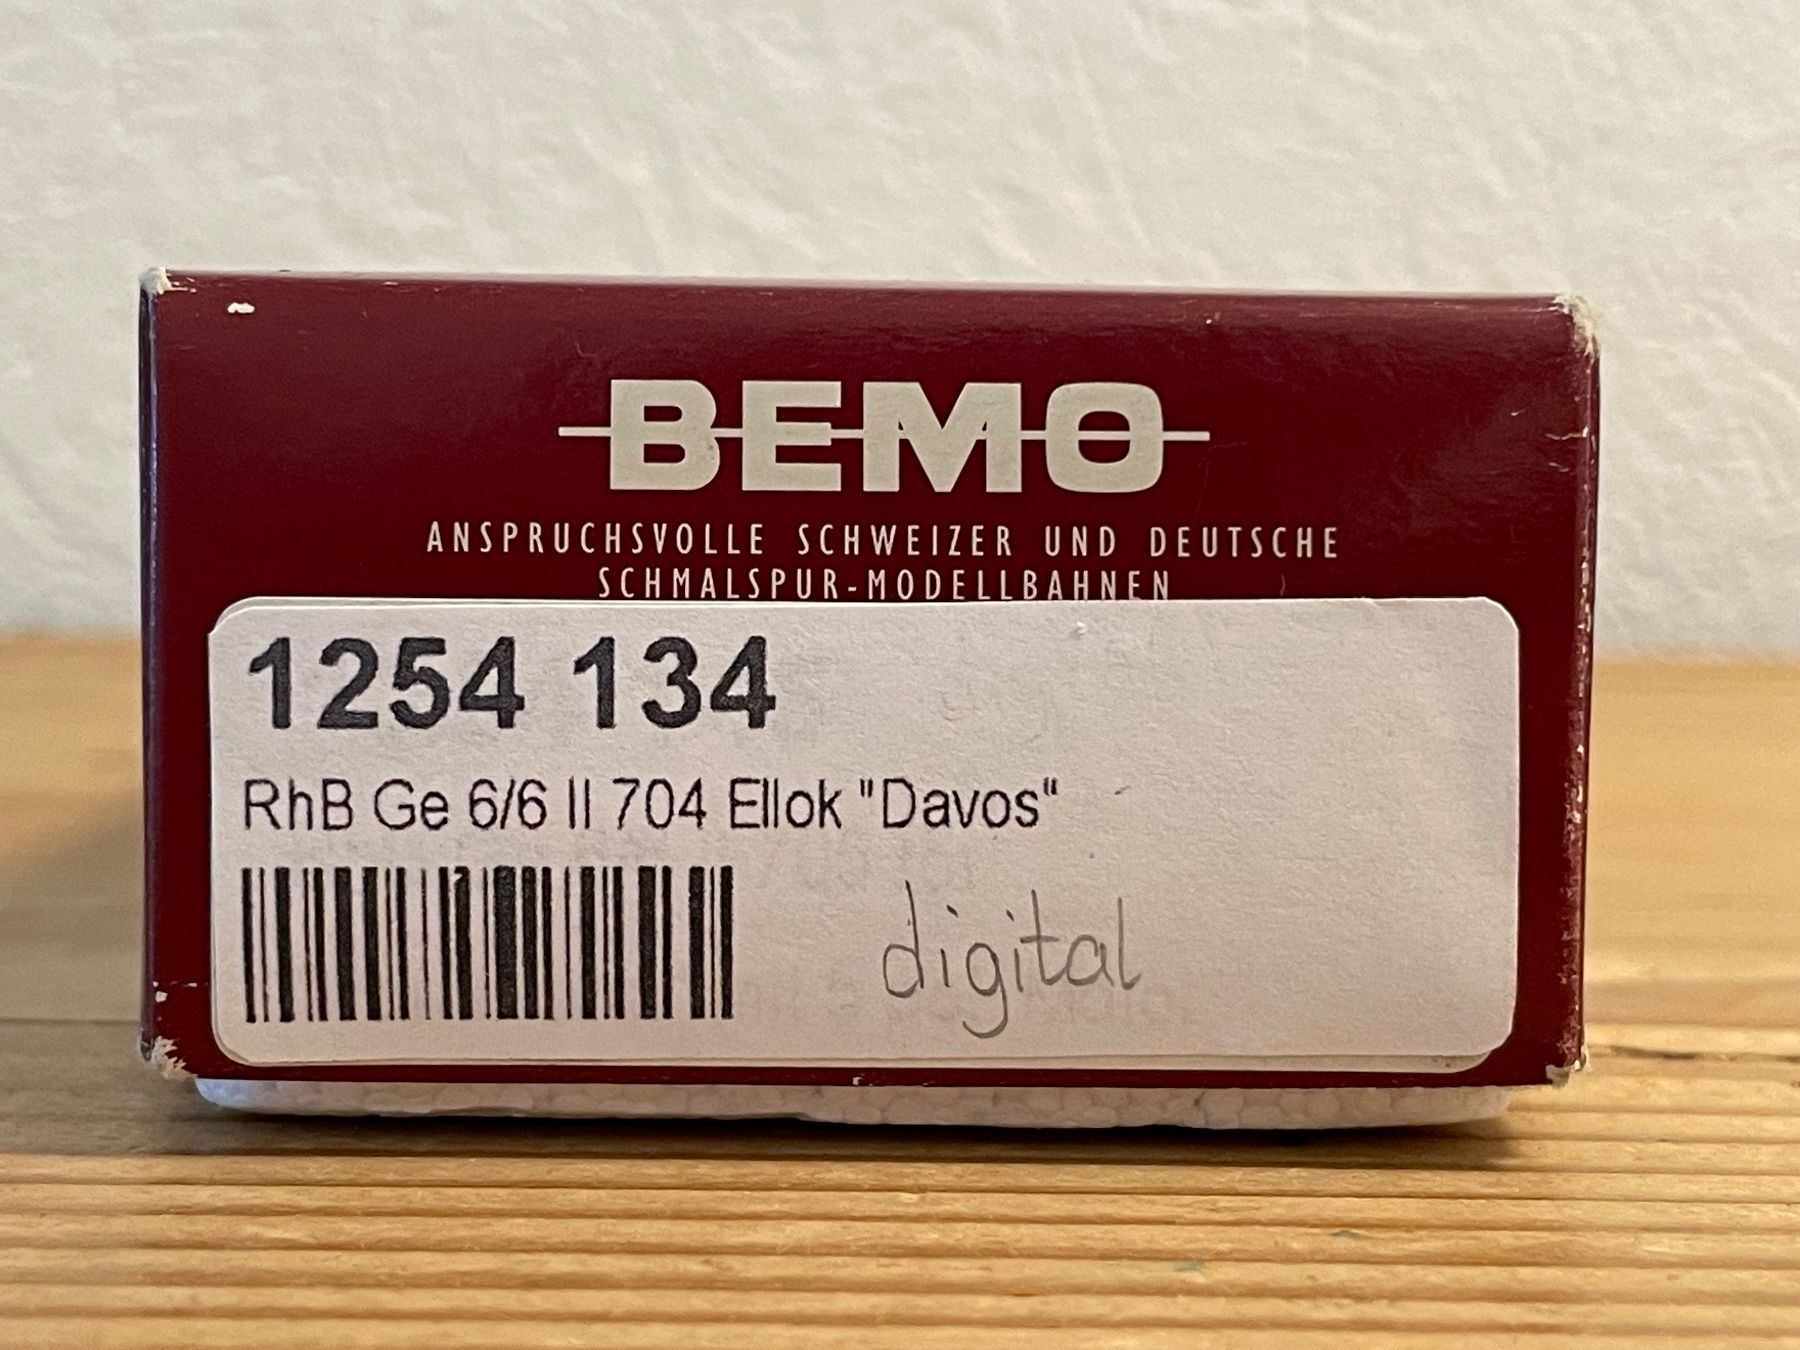 BEMO
ANSPRUCHSVOLLE SCHWEIZER UND DEUTSCHE
SCHMALSPUR-MODELLBAHNEN
1254 134
RhB Ge 6/6 II 704 Ellok "Davos"
digital